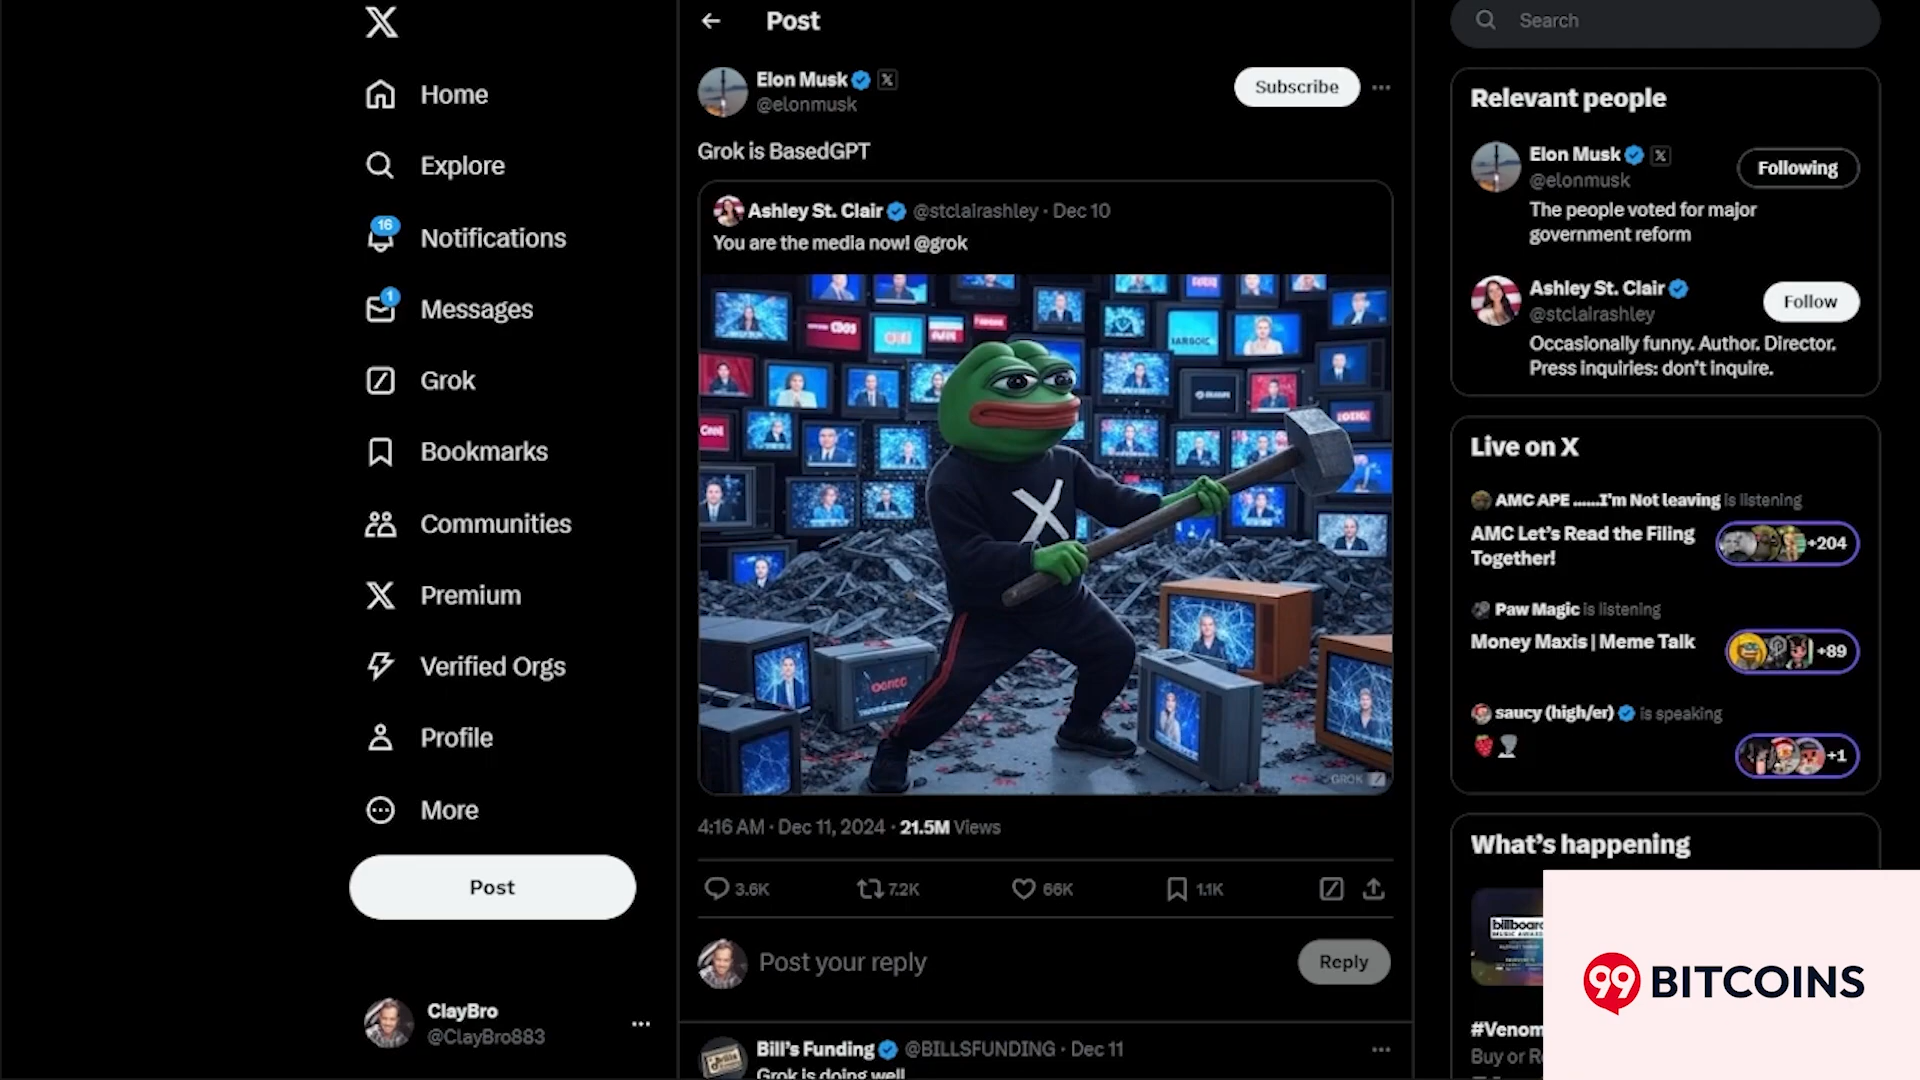 Home
Explore
16
Notifications
1
Messages
Grok
Bookmarks
Communities
Premium
Verified Orgs
Profile
More
Post
ClayBro
@ClayBro883
Post
Elon Musk
@elonmusk
Subscribe
Grok is BasedGPT
Ashley St. Clair @stclairashley · Dec 10
You are the media now! @grok
X
GROK
4:16 AM · Dec 11, 2024 · 21.5M Views
3.6K 7.2K 66K 1.1K
Post your reply
Reply
Bill's Funding @BILLSFUNDING · Dec 11
Grok is doing well
Search
Relevant people
Elon Musk
@elonmusk
Following
The people voted for major
government reform
Ashley St. Clair
@stclairashley
Follow
Occasionally funny. Author. Director.
Press inquiries: don't inquire.
Live on X
AMC APE ......I'm Not leaving is listening
AMC Let's Read the Filing
Together!
+204
Paw Magic is listening
Money Maxis | Meme Talk
+89
saucy (high/er) is speaking
+1
What's happening
billboard
#Venom
Buy or R
99 BITCOINS